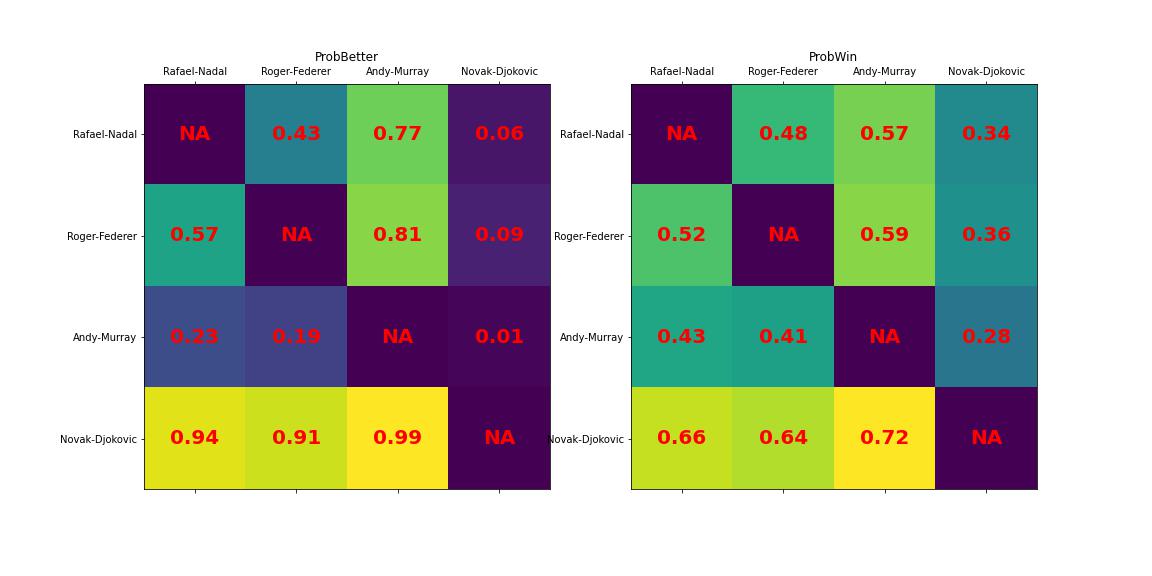 ProbBetter
Rafael-Nadal Roger-Federer Andy-Murray Novak-Djokovic
Rafael-Nadal NA 0.43 0.77 0.06
Roger-Federer 0.57 NA 0.81 0.09
Andy-Murray 0.23 0.19 NA 0.01
Novak-Djokovic 0.94 0.91 0.99 NA
ProbWin
Rafael-Nadal Roger-Federer Andy-Murray Novak-Djokovic
Rafael-Nadal NA 0.48 0.57 0.34
Roger-Federer 0.52 NA 0.59 0.36
Andy-Murray 0.43 0.41 NA 0.28
Novak-Djokovic 0.66 0.64 0.72 NA